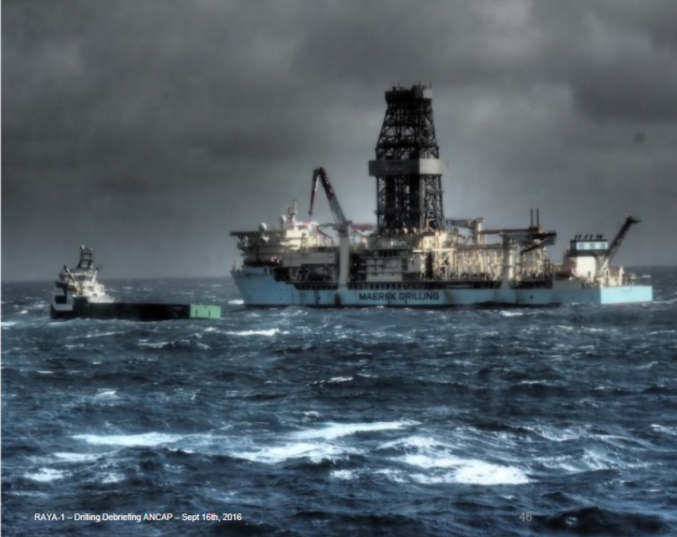 MAERSK DRILLING
RAYA-1 – Drilling Debriefing ANCAP – Sept 16th, 2016
46